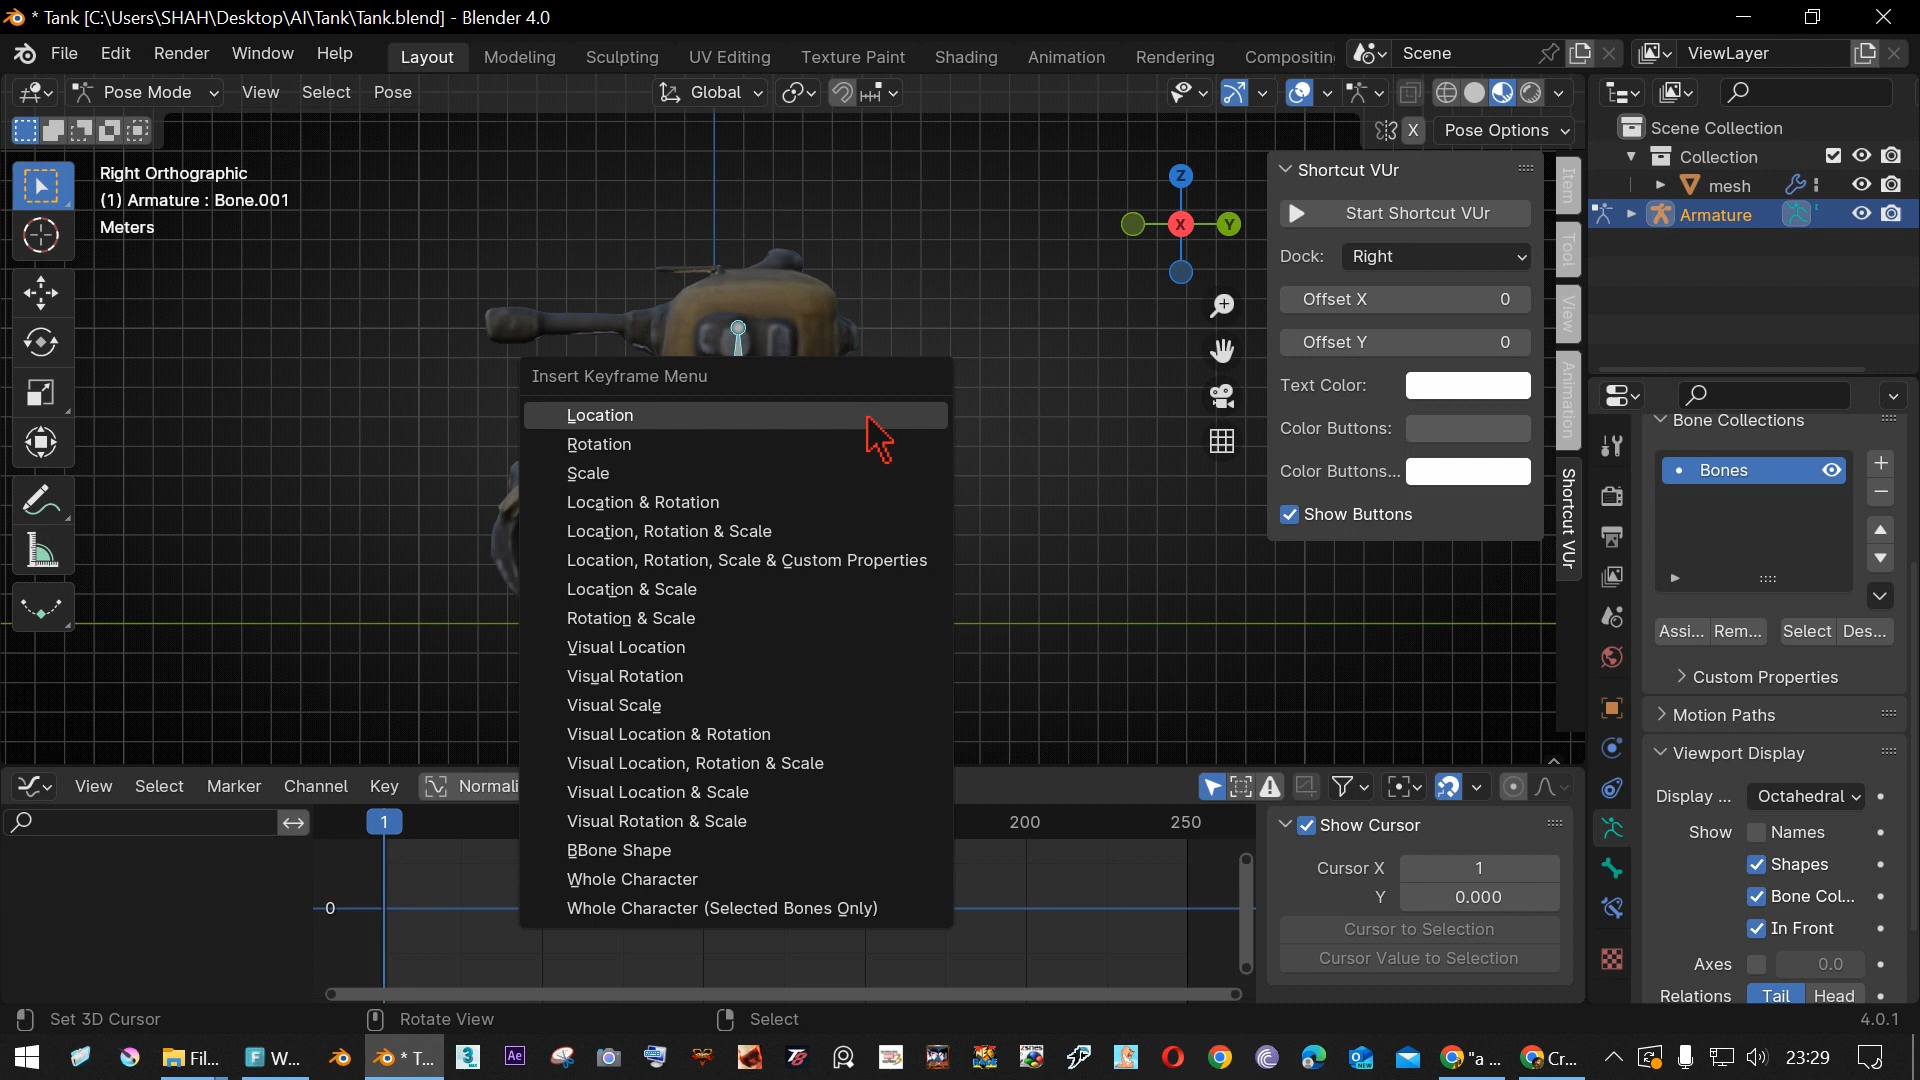 * Tank [C:\Users\SHAH\Desktop\AI\Tank\Tank.blend] - Blender 4.0
File Edit Render Window Help Layout Modeling Sculpting UV Editing Texture Paint Shading Animation Rendering Compositin Scene ViewLayer
Pose Mode View Select Pose Global
X Pose Options
Right Orthographic
(1) Armature : Bone.001
Meters
Z
X
Y
Shortcut VUr
Start Shortcut VUr
Dock: Right
Offset X 0
Offset Y 0
Text Color:
Color Buttons:
Color Buttons...
Show Buttons
Item
Tool
View
Animation
Shortcut VUr
Scene Collection
Collection
mesh
Armature
Bone Collections
Bones
Assi... Rem... Select Des...
Custom Properties
Motion Paths
Viewport Display
Display ... Octahedral
Show Names
Shapes
Bone Col...
In Front
Axes 0.0
Relations Tail Head
Insert Keyframe Menu
Location
Rotation
Scale
Location & Rotation
Location, Rotation & Scale
Location, Rotation, Scale & Custom Properties
Location & Scale
Rotation & Scale
Visual Location
Visual Rotation
Visual Scale
Visual Location & Rotation
Visual Location, Rotation & Scale
Visual Location & Scale
Visual Rotation & Scale
BBone Shape
Whole Character
Whole Character (Selected Bones Only)
View Select Marker Channel Key Normali
1 200 250
0
Show Cursor
Cursor X 1
Y 0.000
Cursor to Selection
Cursor Value to Selection
Set 3D Cursor Rotate View Select 4.0.1
Fil... W... * T... "a ... Cr... 23:29